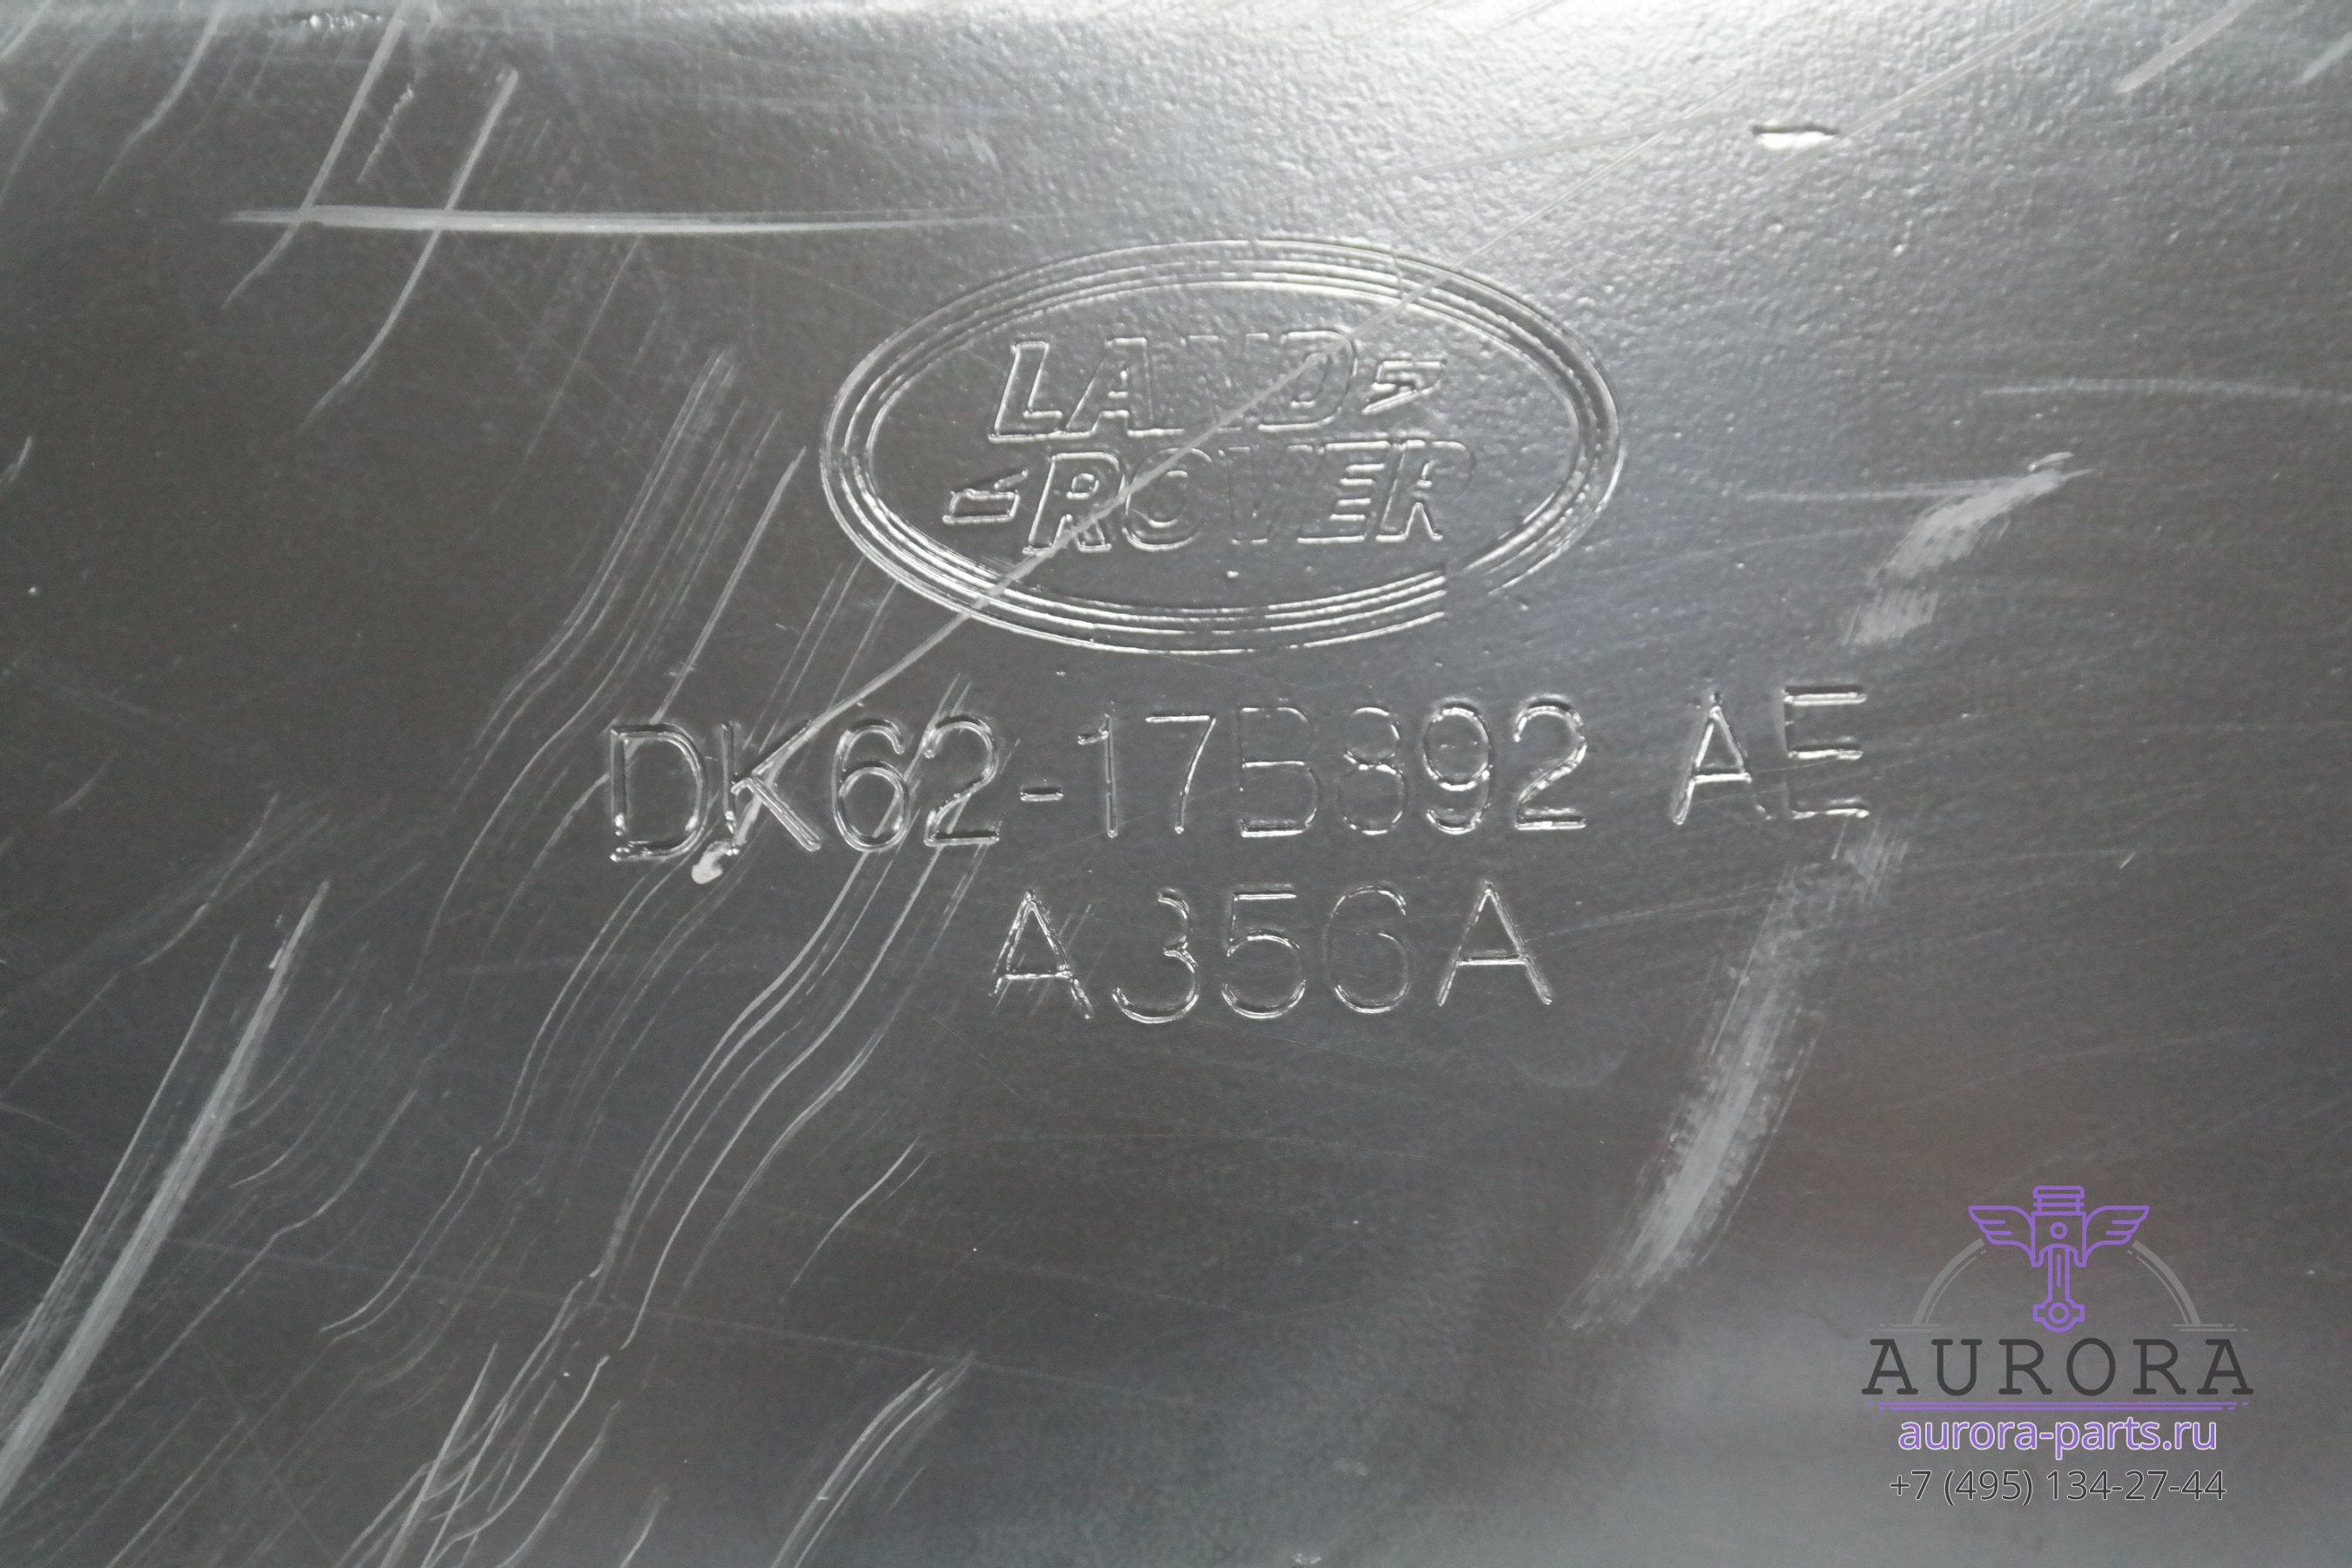 LAND
ROVER
DK62-17B892 AE
A356A
AURORA
aurora-parts.ru
+7 (495) 134-27-44